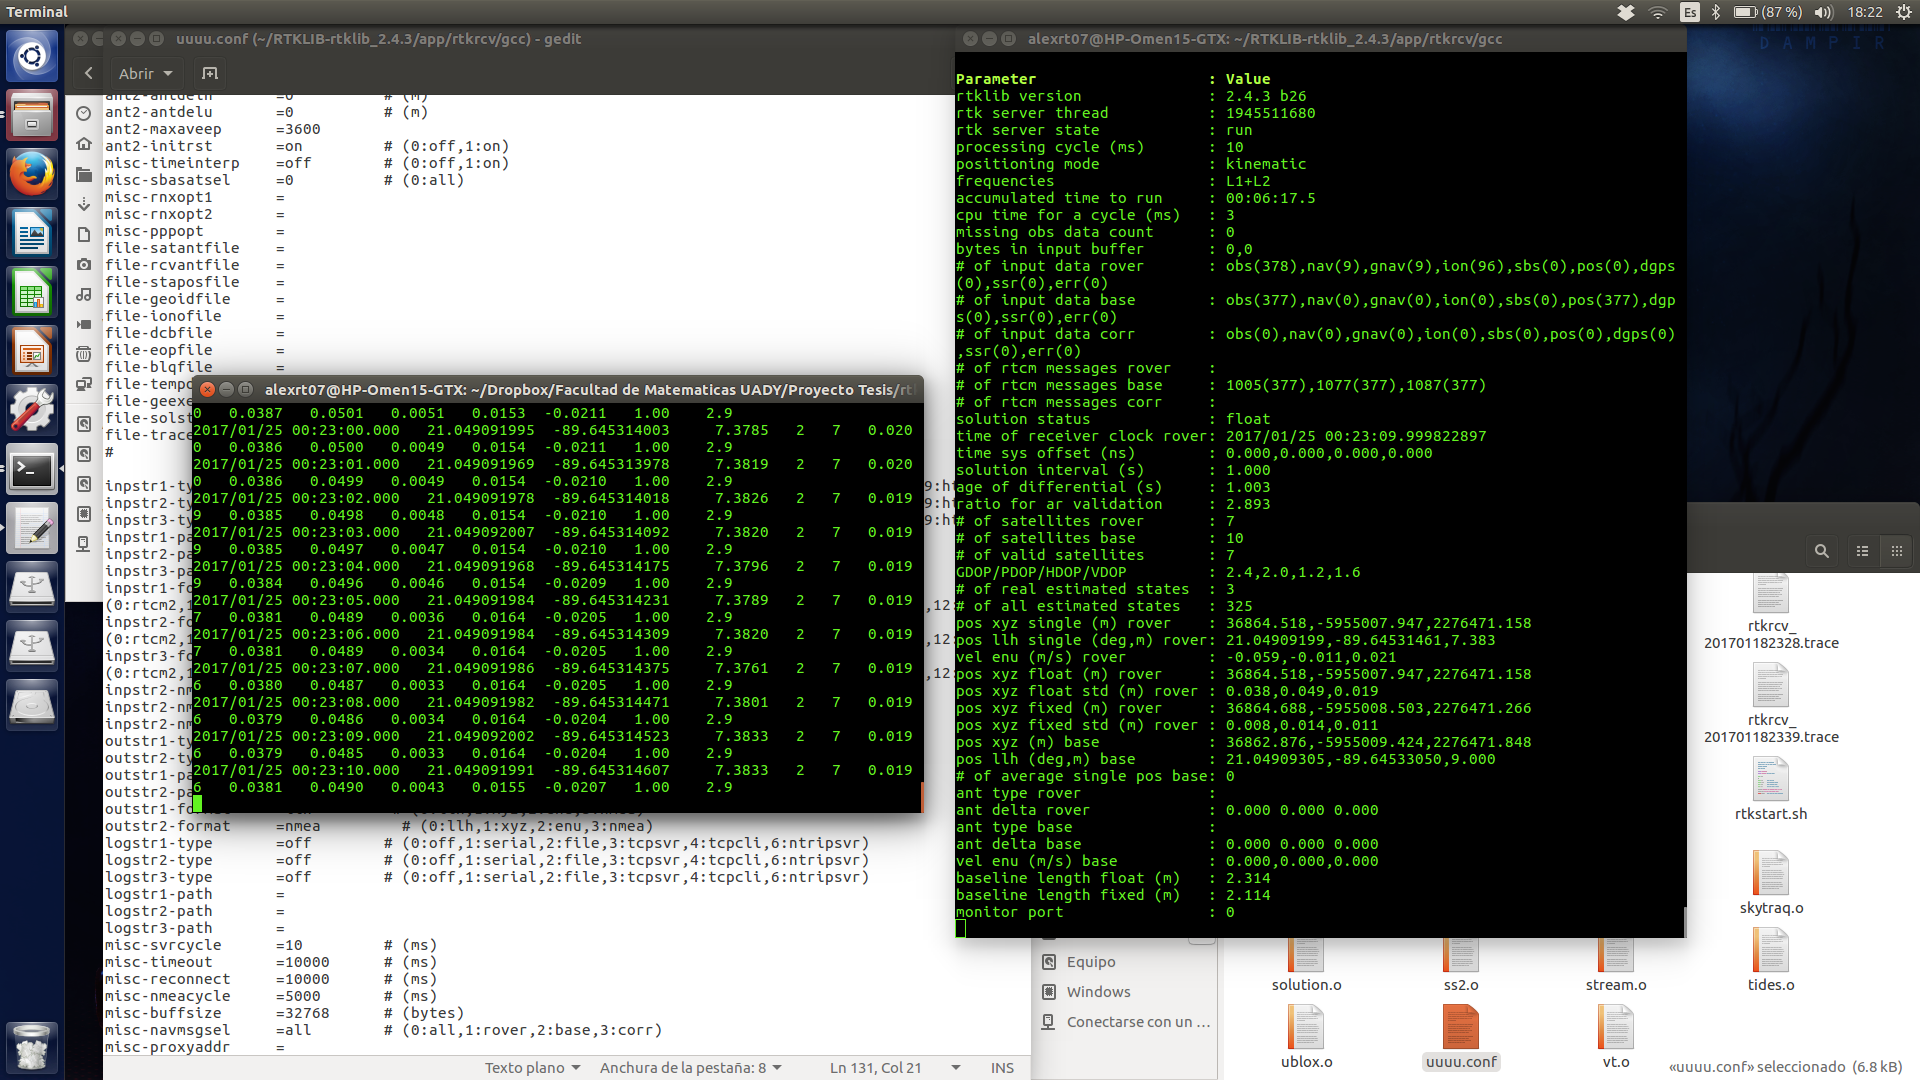 Terminal
Es
(87 %)
18:22
uuuu.conf (~/RTKLIB-rtklib_2.4.3/app/rtkrcv/gcc) - gedit
Abrir
ant2-antdelu       =0          # (m)
ant2-maxaveep      =3600
ant2-initrst       =on         # (0:off,1:on)
misc-timeinterp    =off        # (0:off,1:on)
misc-sbasatsel     =0          # (0:all)
misc-rnxopt1       =
misc-rnxopt2       =
misc-pppopt        =
file-satantfile    =
file-rcvantfile    =
file-staposfile    =
file-geoidfile     =
file-ionofile      =
file-dcbfile       =
file-eopfile       =
file-blqfile       =
file-tempo
file-geexe
file-solst
file-trace
#
inpstr1-ty
inpstr2-ty
inpstr3-ty
inpstr1-pa
inpstr2-pa
inpstr3-pa
inpstr1-fo
(0:rtcm2,1
inpstr2-fo
(0:rtcm2,1
inpstr3-fo
(0:rtcm2,1
inpstr2-nm
inpstr2-nm
inpstr2-nm
outstr1-ty
outstr2-ty
outstr1-pa
outstr2-pa
outstr1-fo
outstr2-format     =nmea         # (0:llh,1:xyz,2:enu,3:nmea)
logstr1-type       =off        # (0:off,1:serial,2:file,3:tcpsvr,4:tcpcli,6:ntripsvr)
logstr2-type       =off        # (0:off,1:serial,2:file,3:tcpsvr,4:tcpcli,6:ntripsvr)
logstr3-type       =off        # (0:off,1:serial,2:file,3:tcpsvr,4:tcpcli,6:ntripsvr)
logstr1-path       =
logstr2-path       =
logstr3-path       =
misc-svrcycle      =10         # (ms)
misc-timeout       =10000      # (ms)
misc-reconnect     =10000      # (ms)
misc-nmeacycle     =5000       # (ms)
misc-buffsize      =32768      # (bytes)
misc-navmsgsel     =all        # (0:all,1:rover,2:base,3:corr)
misc-proxyaddr     =
Texto plano
Anchura de la pestaña: 8
Ln 131, Col 21
INS
alexrt07@HP-Omen15-GTX: ~/Dropbox/Facultad de Matematicas UADY/Proyecto Tesis/rt
0   0.0387   0.0501   0.0051   0.0153  -0.0211   1.00    2.9
2017/01/25 00:23:00.000   21.049091995  -89.645314003     7.3785   2   7   0.020
0   0.0386   0.0500   0.0049   0.0154  -0.0211   1.00    2.9
2017/01/25 00:23:01.000   21.049091969  -89.645313978     7.3819   2   7   0.020
0   0.0386   0.0499   0.0049   0.0154  -0.0210   1.00    2.9
2017/01/25 00:23:02.000   21.049091978  -89.645314018     7.3826   2   7   0.019
9   0.0385   0.0498   0.0048   0.0154  -0.0210   1.00    2.9
2017/01/25 00:23:03.000   21.049092007  -89.645314092     7.3820   2   7   0.019
9   0.0385   0.0497   0.0047   0.0154  -0.0210   1.00    2.9
2017/01/25 00:23:04.000   21.049091968  -89.645314175     7.3796   2   7   0.019
9   0.0384   0.0496   0.0046   0.0154  -0.0209   1.00    2.9
2017/01/25 00:23:05.000   21.049091984  -89.645314231     7.3789   2   7   0.019
7   0.0381   0.0489   0.0036   0.0164  -0.0205   1.00    2.9
2017/01/25 00:23:06.000   21.049091984  -89.645314309     7.3820   2   7   0.019
7   0.0381   0.0489   0.0034   0.0164  -0.0205   1.00    2.9
2017/01/25 00:23:07.000   21.049091986  -89.645314375     7.3761   2   7   0.019
6   0.0380   0.0487   0.0033   0.0164  -0.0205   1.00    2.9
2017/01/25 00:23:08.000   21.049091982  -89.645314471     7.3801   2   7   0.019
6   0.0379   0.0486   0.0034   0.0164  -0.0204   1.00    2.9
2017/01/25 00:23:09.000   21.049092002  -89.645314523     7.3833   2   7   0.019
6   0.0379   0.0485   0.0033   0.0164  -0.0204   1.00    2.9
2017/01/25 00:23:10.000   21.049091991  -89.645314607     7.3833   2   7   0.019
6   0.0381   0.0490   0.0043   0.0155  -0.0207   1.00    2.9
alexrt07@HP-Omen15-GTX: ~/RTKLIB-rtklib_2.4.3/app/rtkrcv/gcc
Parameter                   : Value
rtklib version              : 2.4.3 b26
rtk server thread           : 1945511680
rtk server state            : run
processing cycle (ms)       : 10
positioning mode            : kinematic
frequencies                 : L1+L2
accumulated time to run     : 00:06:17.5
cpu time for a cycle (ms)   : 3
missing obs data count      : 0
bytes in input buffer       : 0,0
# of input data rover       : obs(378),nav(9),gnav(9),ion(96),sbs(0),pos(0),dgps
(0),ssr(0),err(0)
# of input data base        : obs(377),nav(0),gnav(0),ion(0),sbs(0),pos(377),dgp
s(0),ssr(0),err(0)
# of input data corr        : obs(0),nav(0),gnav(0),ion(0),sbs(0),pos(0),dgps(0)
,ssr(0),err(0)
# of rtcm messages rover    :
# of rtcm messages base     : 1005(377),1077(377),1087(377)
# of rtcm messages corr     :
solution status             : float
time of receiver clock rover: 2017/01/25 00:23:09.999822897
time sys offset (ns)        : 0.000,0.000,0.000,0.000
solution interval (s)       : 1.000
age of differential (s)     : 1.003
ratio for ar validation     : 2.893
# of satellites rover       : 7
# of satellites base        : 10
# of valid satellites       : 7
GDOP/PDOP/HDOP/VDOP         : 2.4,2.0,1.2,1.6
# of real estimated states  : 3
# of all estimated states   : 325
pos xyz single (m) rover    : 36864.518,-5955007.947,2276471.158
pos llh single (deg,m) rover: 21.04909199,-89.64531461,7.383
vel enu (m/s) rover         : -0.059,-0.011,0.021
pos xyz float (m) rover     : 36864.518,-5955007.947,2276471.158
pos xyz float std (m) rover : 0.038,0.049,0.019
pos xyz fixed (m) rover     : 36864.688,-5955008.503,2276471.266
pos xyz fixed std (m) rover : 0.008,0.014,0.011
pos xyz (m) base            : 36862.876,-5955009.424,2276471.848
pos llh (deg,m) base        : 21.04909305,-89.64533050,9.000
# of average single pos base: 0
ant type rover              :
ant delta rover             : 0.000 0.000 0.000
ant type base               :
ant delta base              : 0.000 0.000 0.000
vel enu (m/s) base          : 0.000,0.000,0.000
baseline length float (m)   : 2.314
baseline length fixed (m)   : 2.114
monitor port                : 0
DAMPIR
rtkrcv_
201701182328.trace
rtkrcv_
201701182339.trace
rtkstart.sh
skytraq.o
Equipo
Windows
Conectarse con un ...
solution.o
ss2.o
stream.o
tides.o
ublox.o
uuuu.conf
vt.o
«uuuu.conf» seleccionado (6.8 kB)